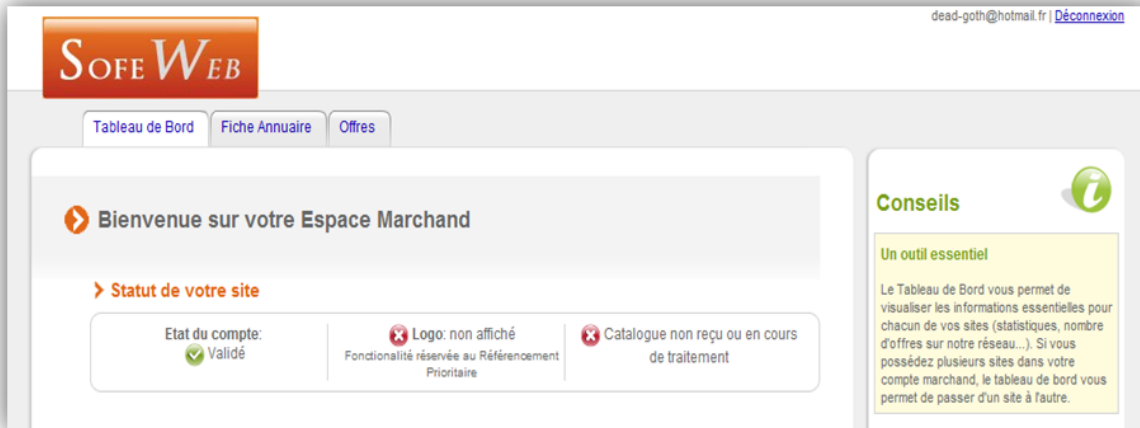 dead-goth@hotmail.fr | Déconnexion
SOFE WEB
Tableau de Bord
Fiche Annuaire
Offres
Bienvenue sur votre Espace Marchand
Statut de votre site
Etat du compte:
Validé
Logo: non affiché
Fonctionalité réservée au Référencement
Prioritaire
Catalogue non reçu ou en cours
de traitement
Conseils
Un outil essentiel
Le Tableau de Bord vous permet de
visualiser les informations essentielles pour
chacun de vos sites (statistiques, nombre
d'offres sur notre réseau...). Si vous
possédez plusieurs sites dans votre
compte marchand, le tableau de bord vous
permet de passer d'un site à l'autre.